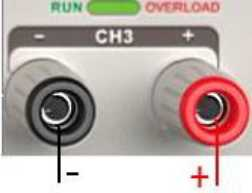 RUN OVERLOAD
- CH3 +
- +